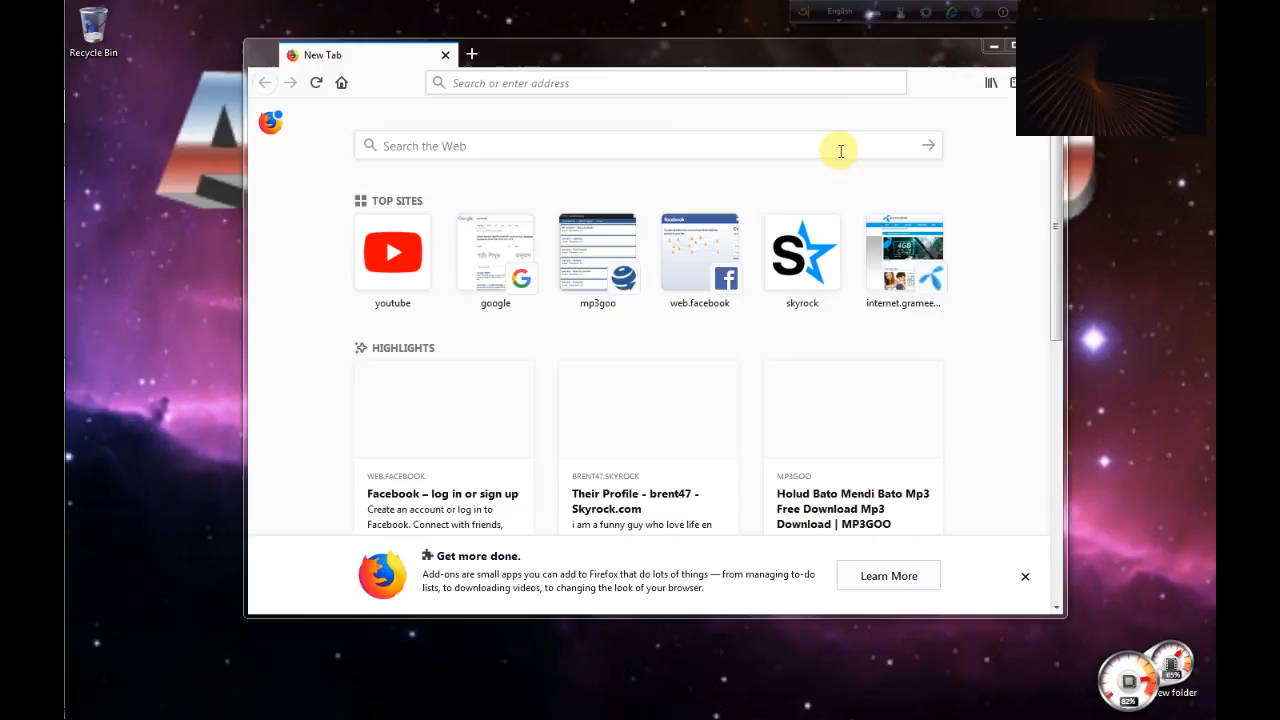 English
Recycle Bin
New Tab
Search or enter address
Search the Web
TOP SITES
youtube
google
mp3goo
web.facebook
skyrock
internet.gramee...
HIGHLIGHTS
WEB.FACEBOOK
Facebook – log in or sign up
Create an account or log in to
Facebook. Connect with friends,
BRENT47.SKYROCK
Their Profile - brent47 -
Skyrock.com
i am a funny guy who love life en
MP3GOO
Holud Bato Mendi Bato Mp3
Free Download Mp3
Download | MP3GOO
Get more done.
Add-ons are small apps you can add to Firefox that do lots of things — from managing to-do
lists, to downloading videos, to changing the look of your browser.
Learn More
65%
82%
ew folder